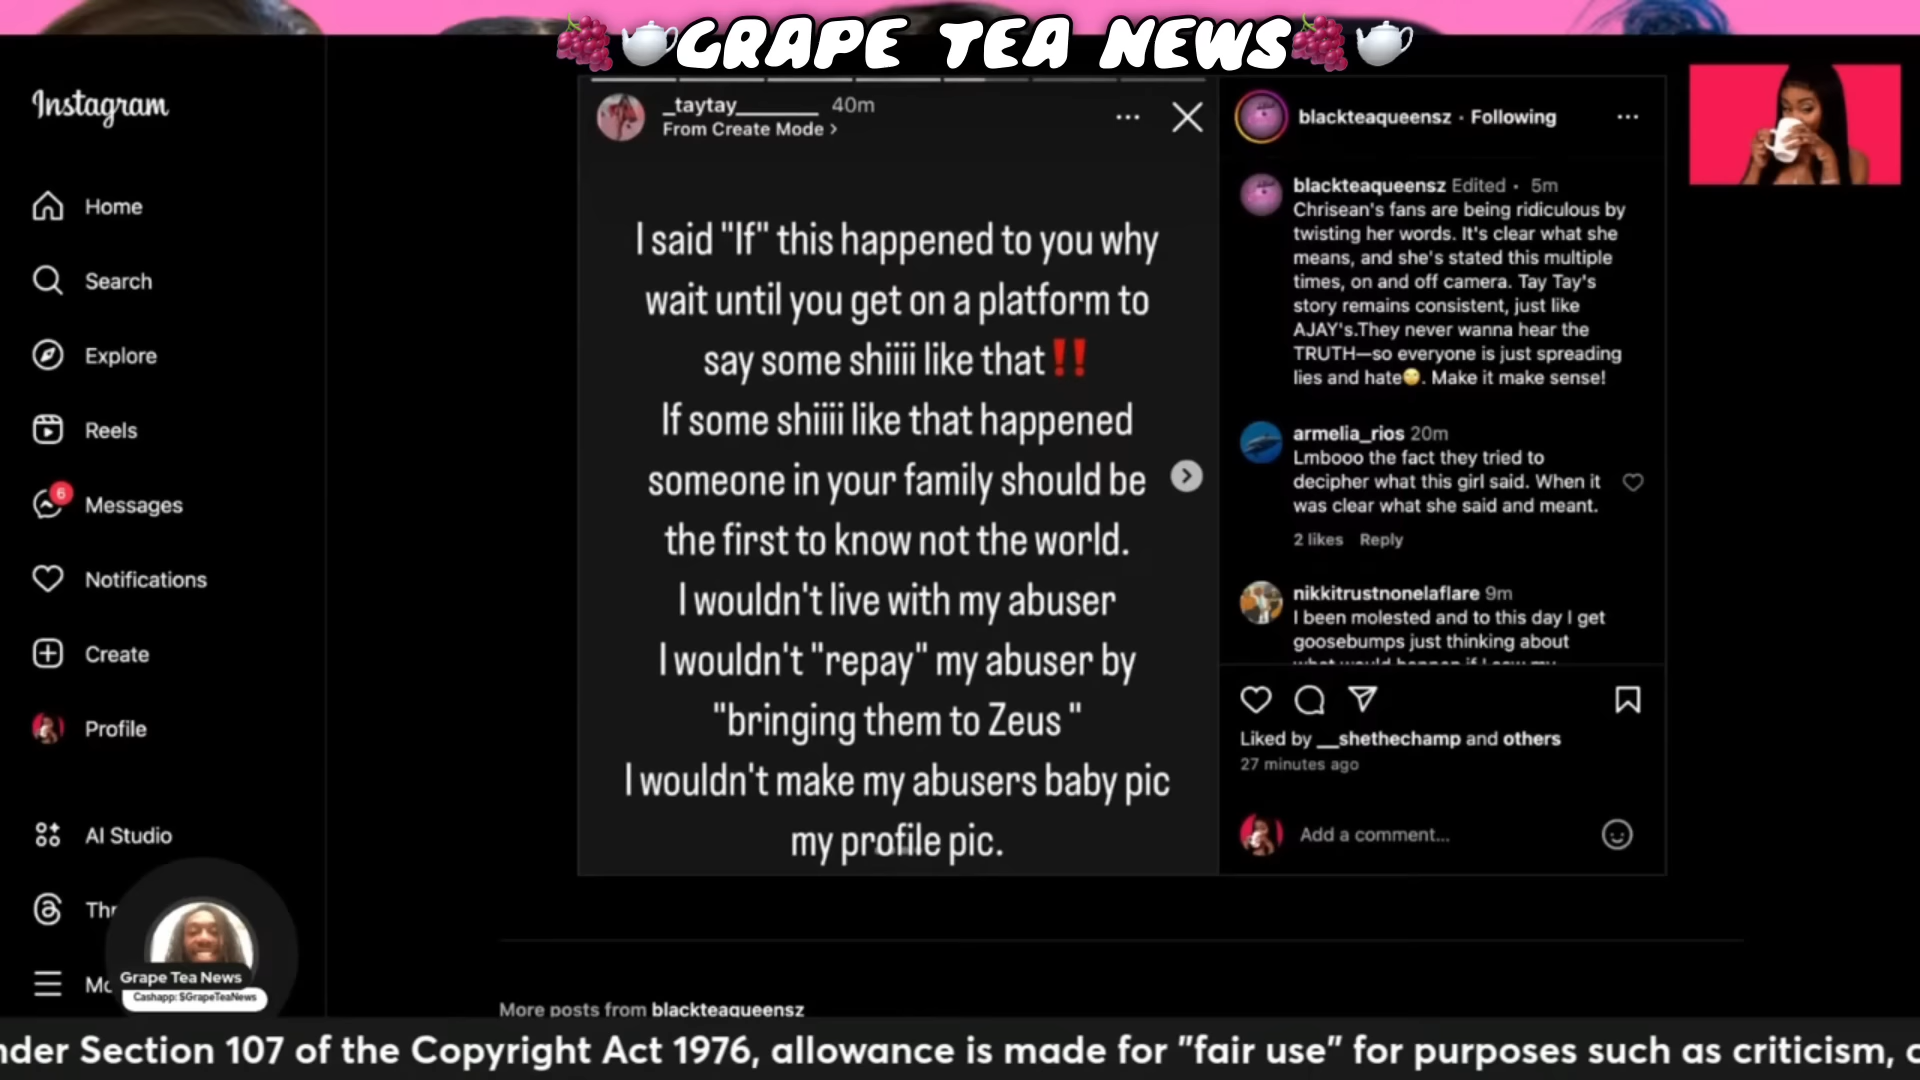 GRAPE TEA NEWS
Instagram
Home
Search
Explore
Reels
6
Messages
Notifications
Create
Profile
AI Studio
Grape Tea News
Cashapp: $GrapeTeaNews
_taytay________ 40m
From Create Mode ›
I said "If" this happened to you why
wait until you get on a platform to
say some shiiii like that‼️
If some shiiii like that happened
someone in your family should be
the first to know not the world.
I wouldn't live with my abuser
I wouldn't "repay" my abuser by
"bringing them to Zeus "
I wouldn't make my abusers baby pic
my profile pic.
blackteaqueensz · Following
blackteaqueensz Edited · 5m
Chrisean's fans are being ridiculous by
twisting her words. It's clear what she
means, and she's stated this multiple
times, on and off camera. Tay Tay's
story remains consistent, just like
AJAY's.They never wanna hear the
TRUTH—so everyone is just spreading
lies and hate🙄. Make it make sense!
armelia_rios 20m
Lmbooo the fact they tried to
decipher what this girl said. When it
was clear what she said and meant.
2 likes Reply
nikkitrustnonelaflare 9m
I been molested and to this day I get
goosebumps just thinking about
Liked by __shethechamp and others
27 minutes ago
Add a comment...
More posts from blackteaqueensz
nder Section 107 of the Copyright Act 1976, allowance is made for "fair use" for purposes such as criticism, c